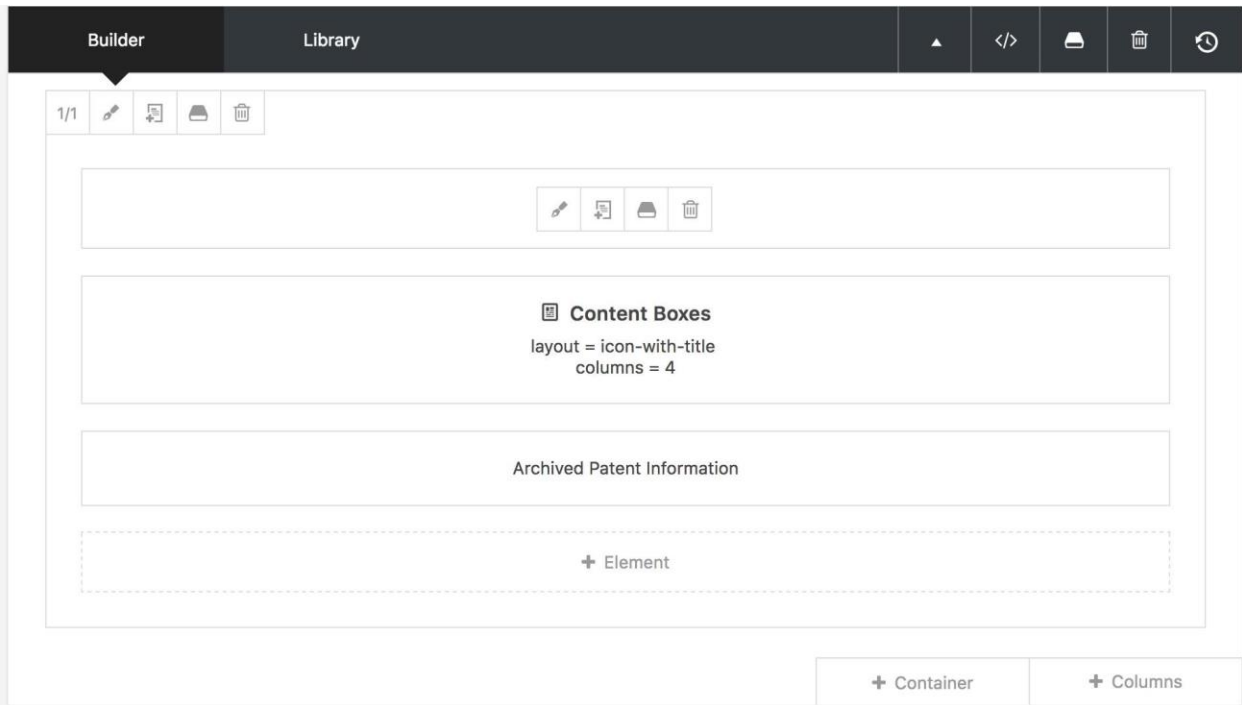 Builder
Library
</>
1/1
Content Boxes
layout = icon-with-title
columns = 4
Archived Patent Information
+ Element
+ Container
+ Columns